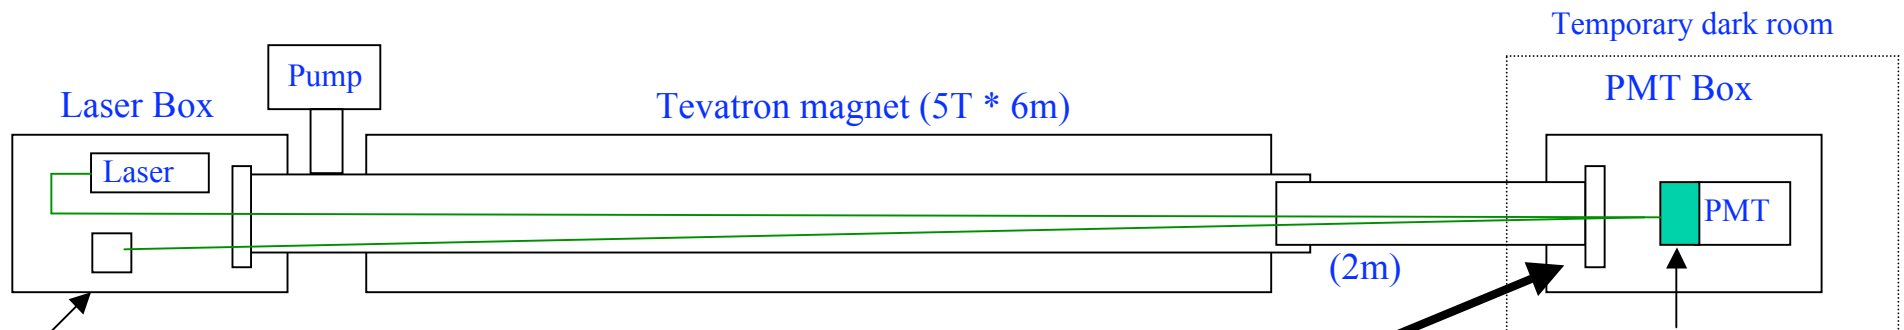 Temporary dark room
Pump
PMT Box
Laser Box
Tevatron magnet (5T * 6m)
Laser
PMT
(2m)